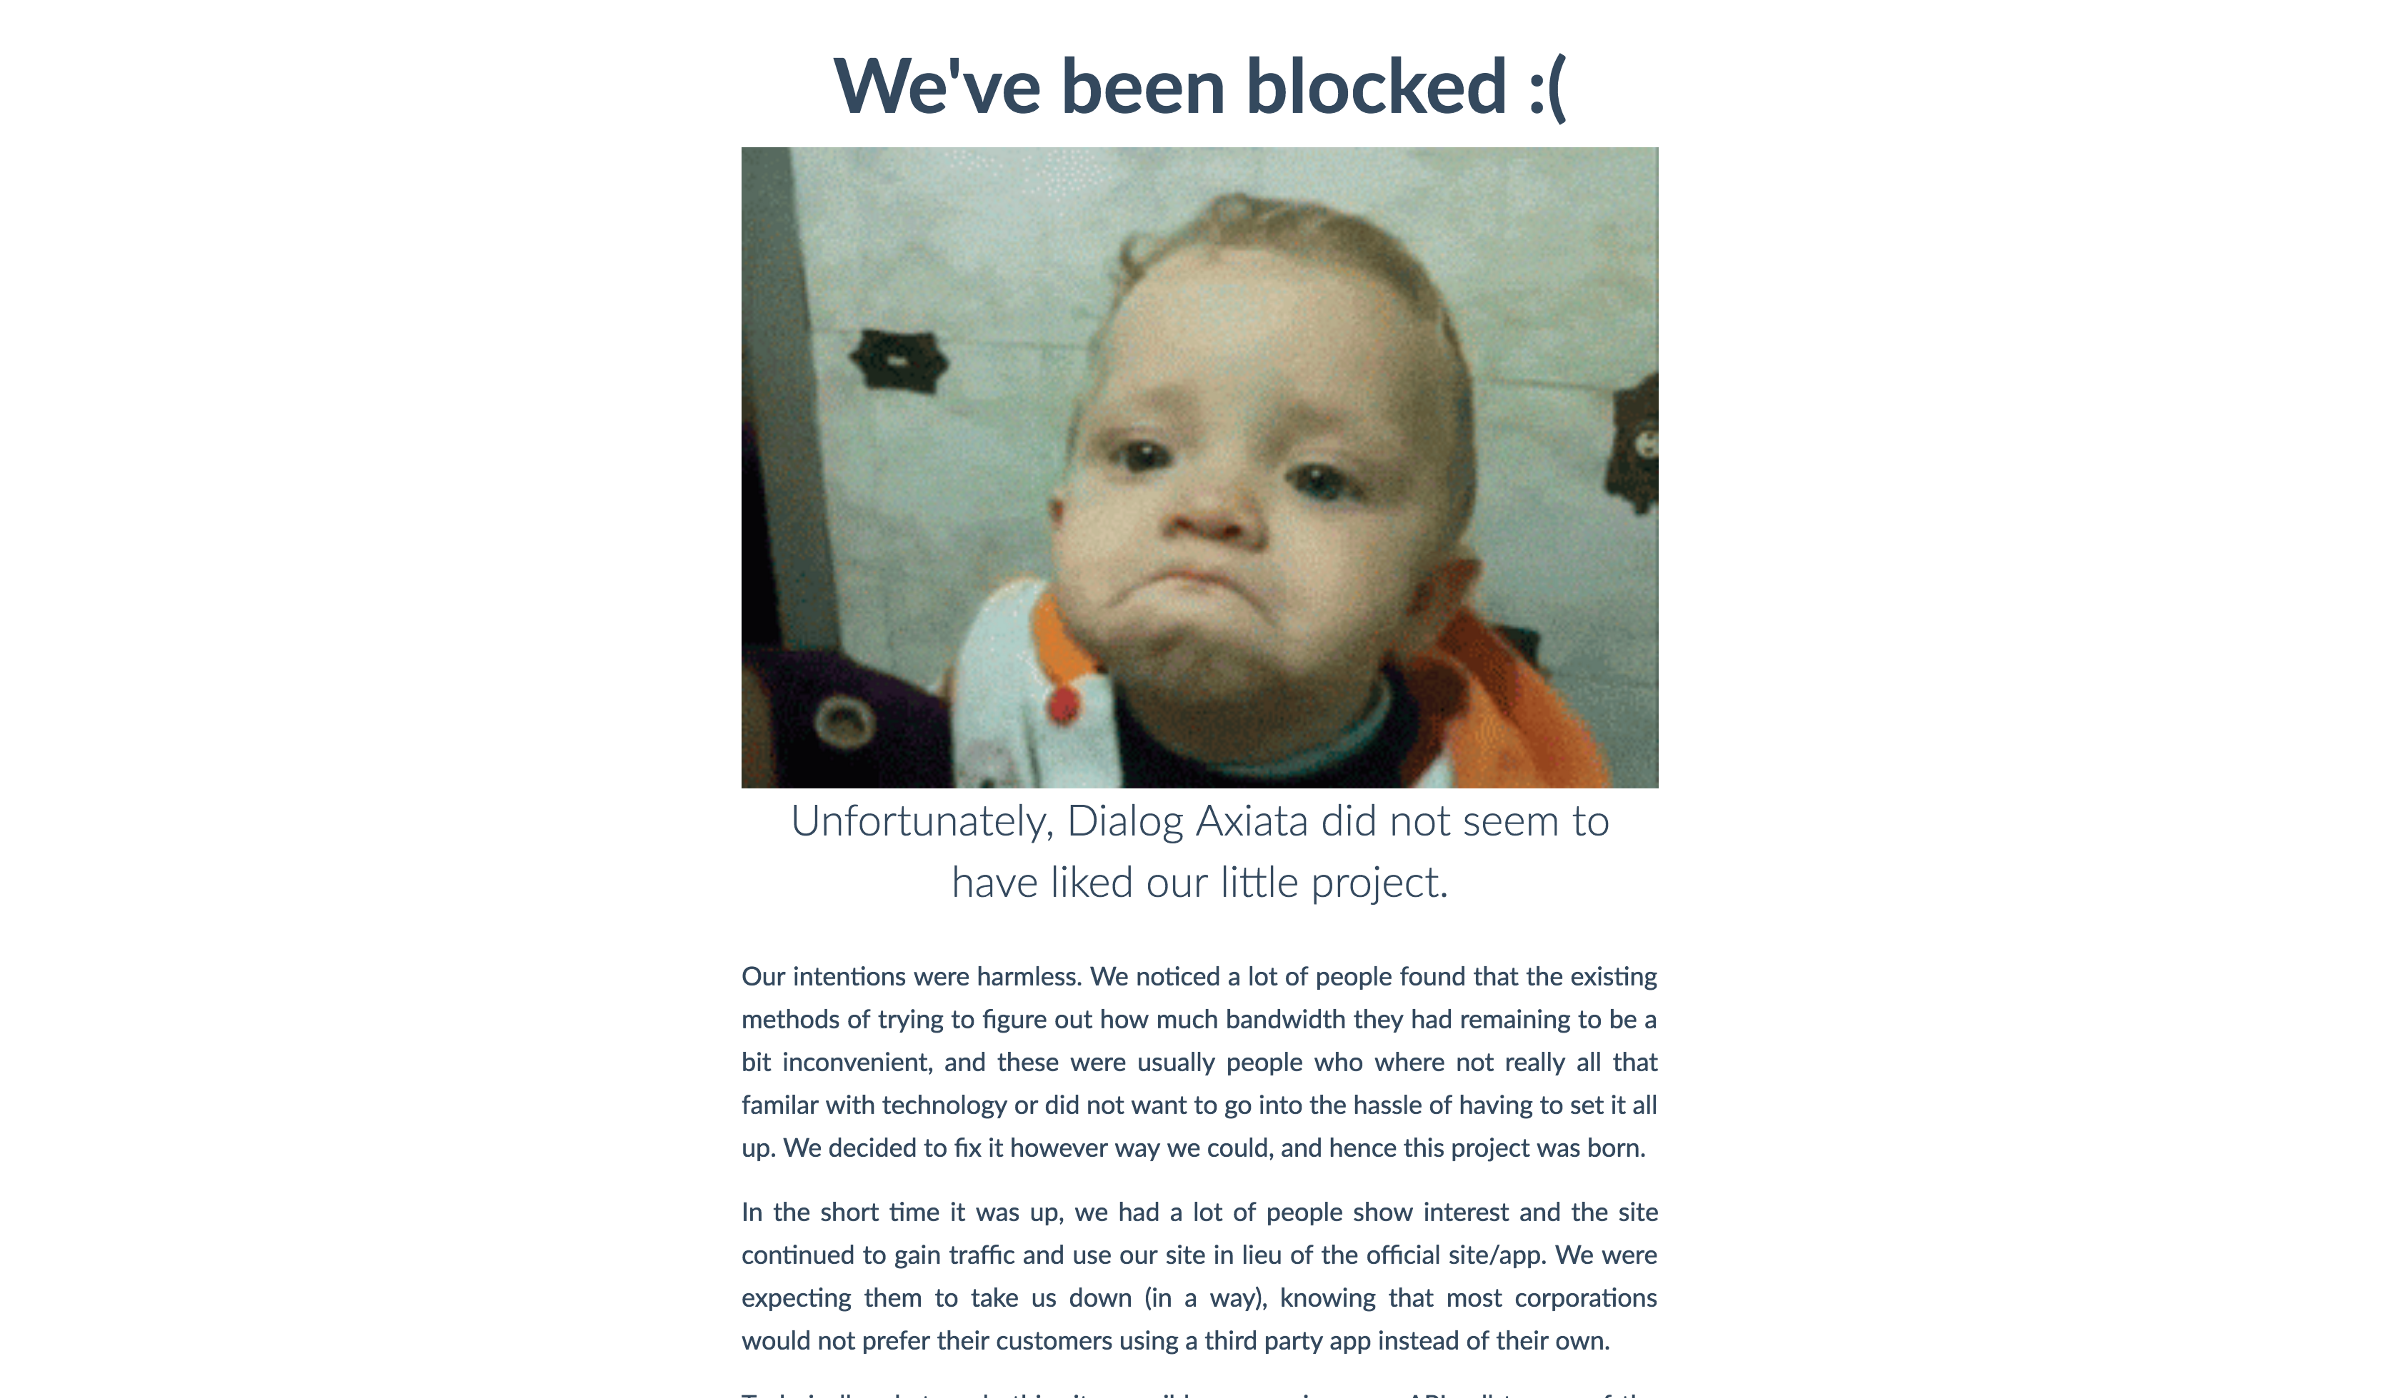 We've been blocked :(
Unfortunately, Dialog Axiata did not seem to
have liked our little project.
Our intentions were harmless. We noticed a lot of people found that the existing
methods of trying to figure out how much bandwidth they had remaining to be a
bit inconvenient, and these were usually people who where not really all that
familar with technology or did not want to go into the hassle of having to set it all
up. We decided to fix it however way we could, and hence this project was born.
In the short time it was up, we had a lot of people show interest and the site
continued to gain traffic and use our site in lieu of the official site/app. We were
expecting them to take us down (in a way), knowing that most corporations
would not prefer their customers using a third party app instead of their own.